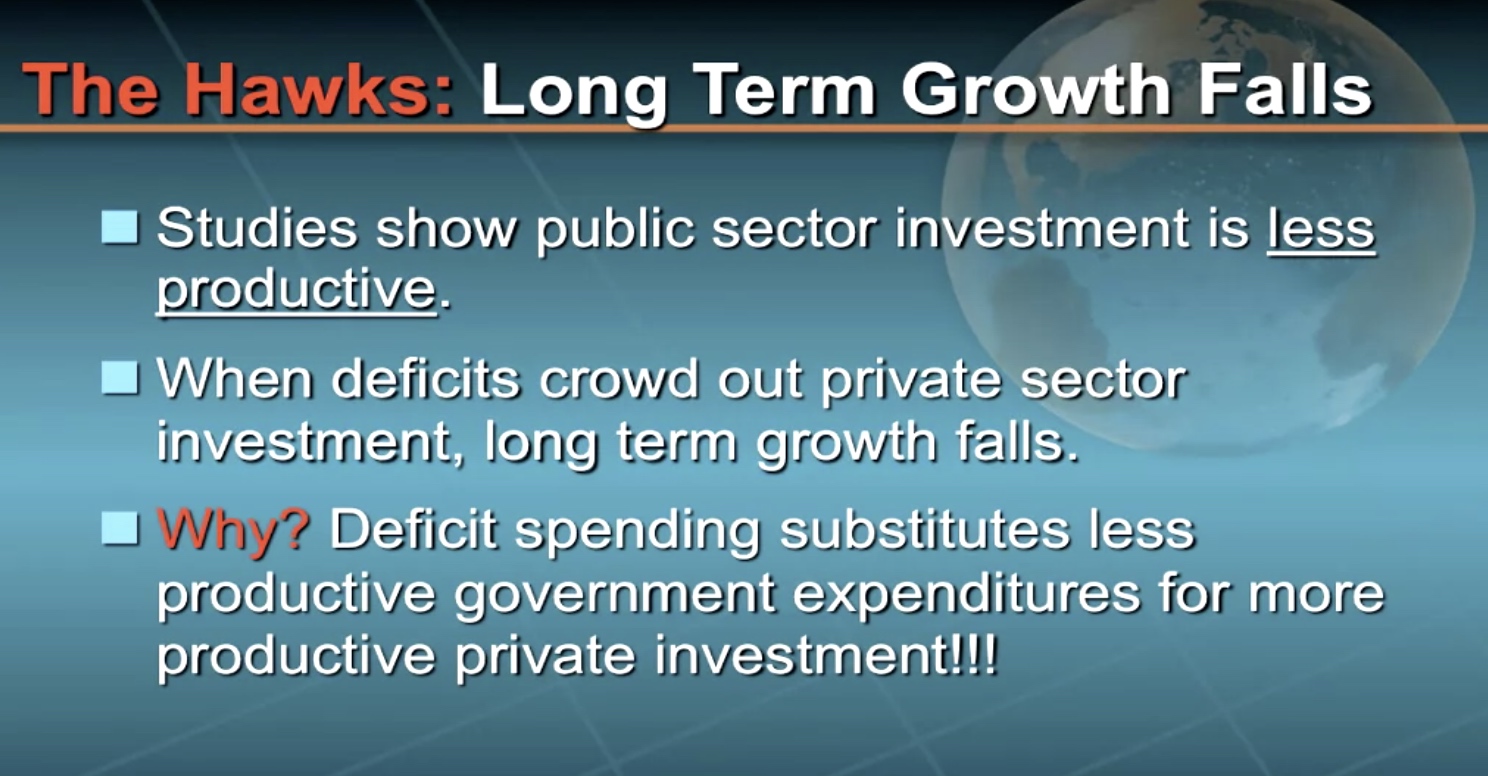 The Hawks: Long Term Growth Falls
Studies show public sector investment is less
productive.
When deficits crowd out private sector
investment, long term growth falls.
Why? Deficit spending substitutes less
productive government expenditures for more
productive private investment!!!